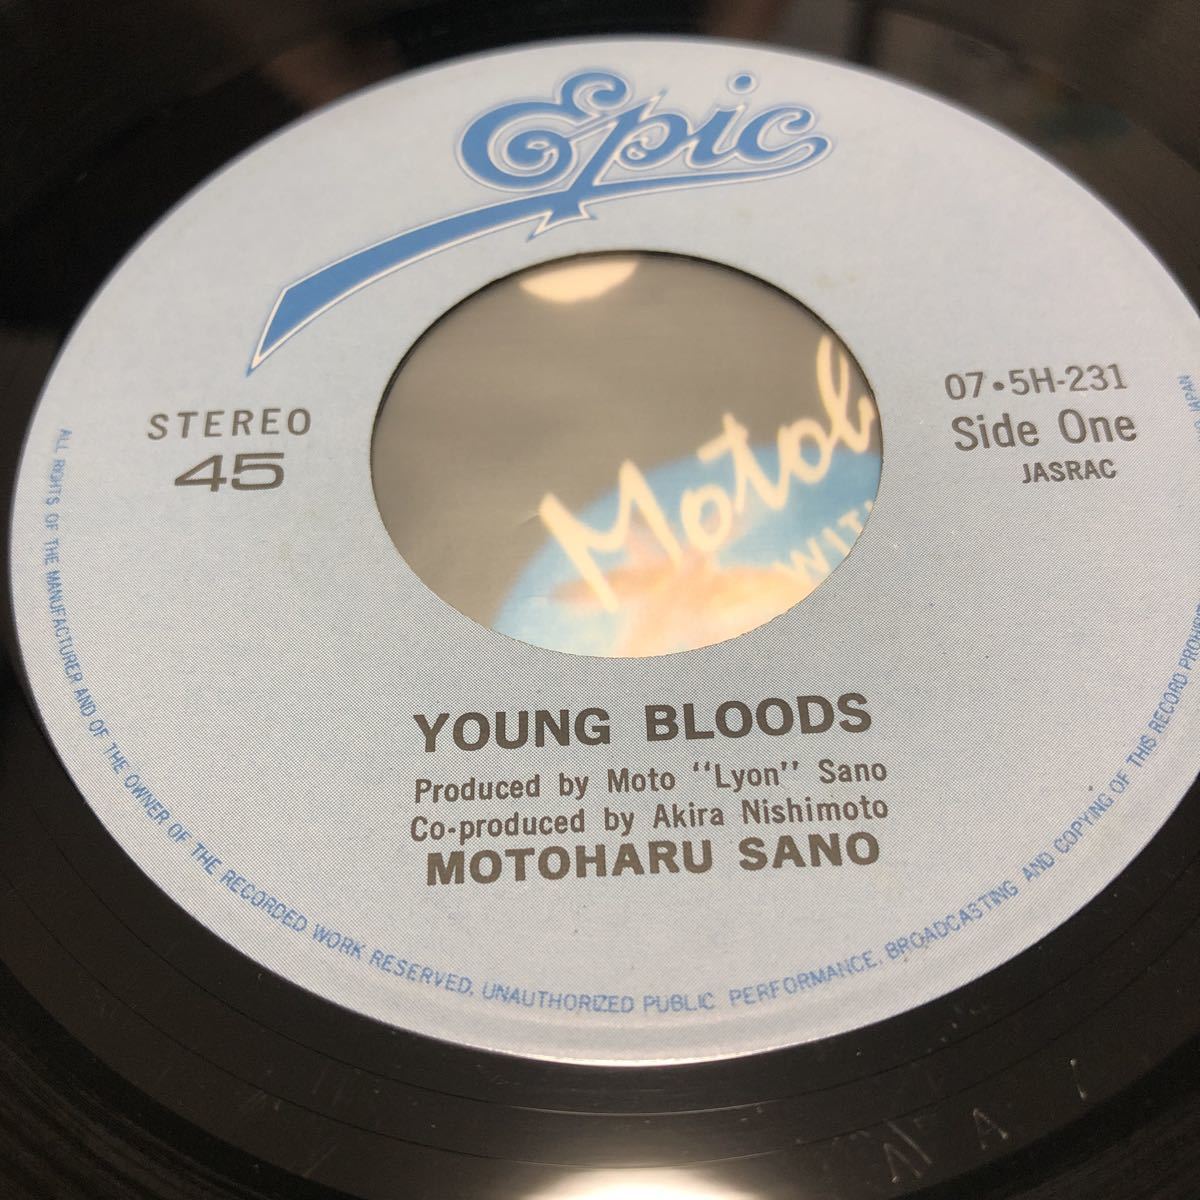 Epic
STEREO
45
07•5H-231
Side One
JASRAC
Moto
WIT
YOUNG BLOODS
Produced by Moto “Lyon” Sano
Co-produced by Akira Nishimoto
MOTOHARU SANO
ALL RIGHTS OF THE MANUFACTURER AND OF THE OWNER OF THE RECORDED WORK RESERVED. UNAUTHORIZED PUBLIC PERFORMANCE, BROADCASTING AND COPYING OF THIS RECORD